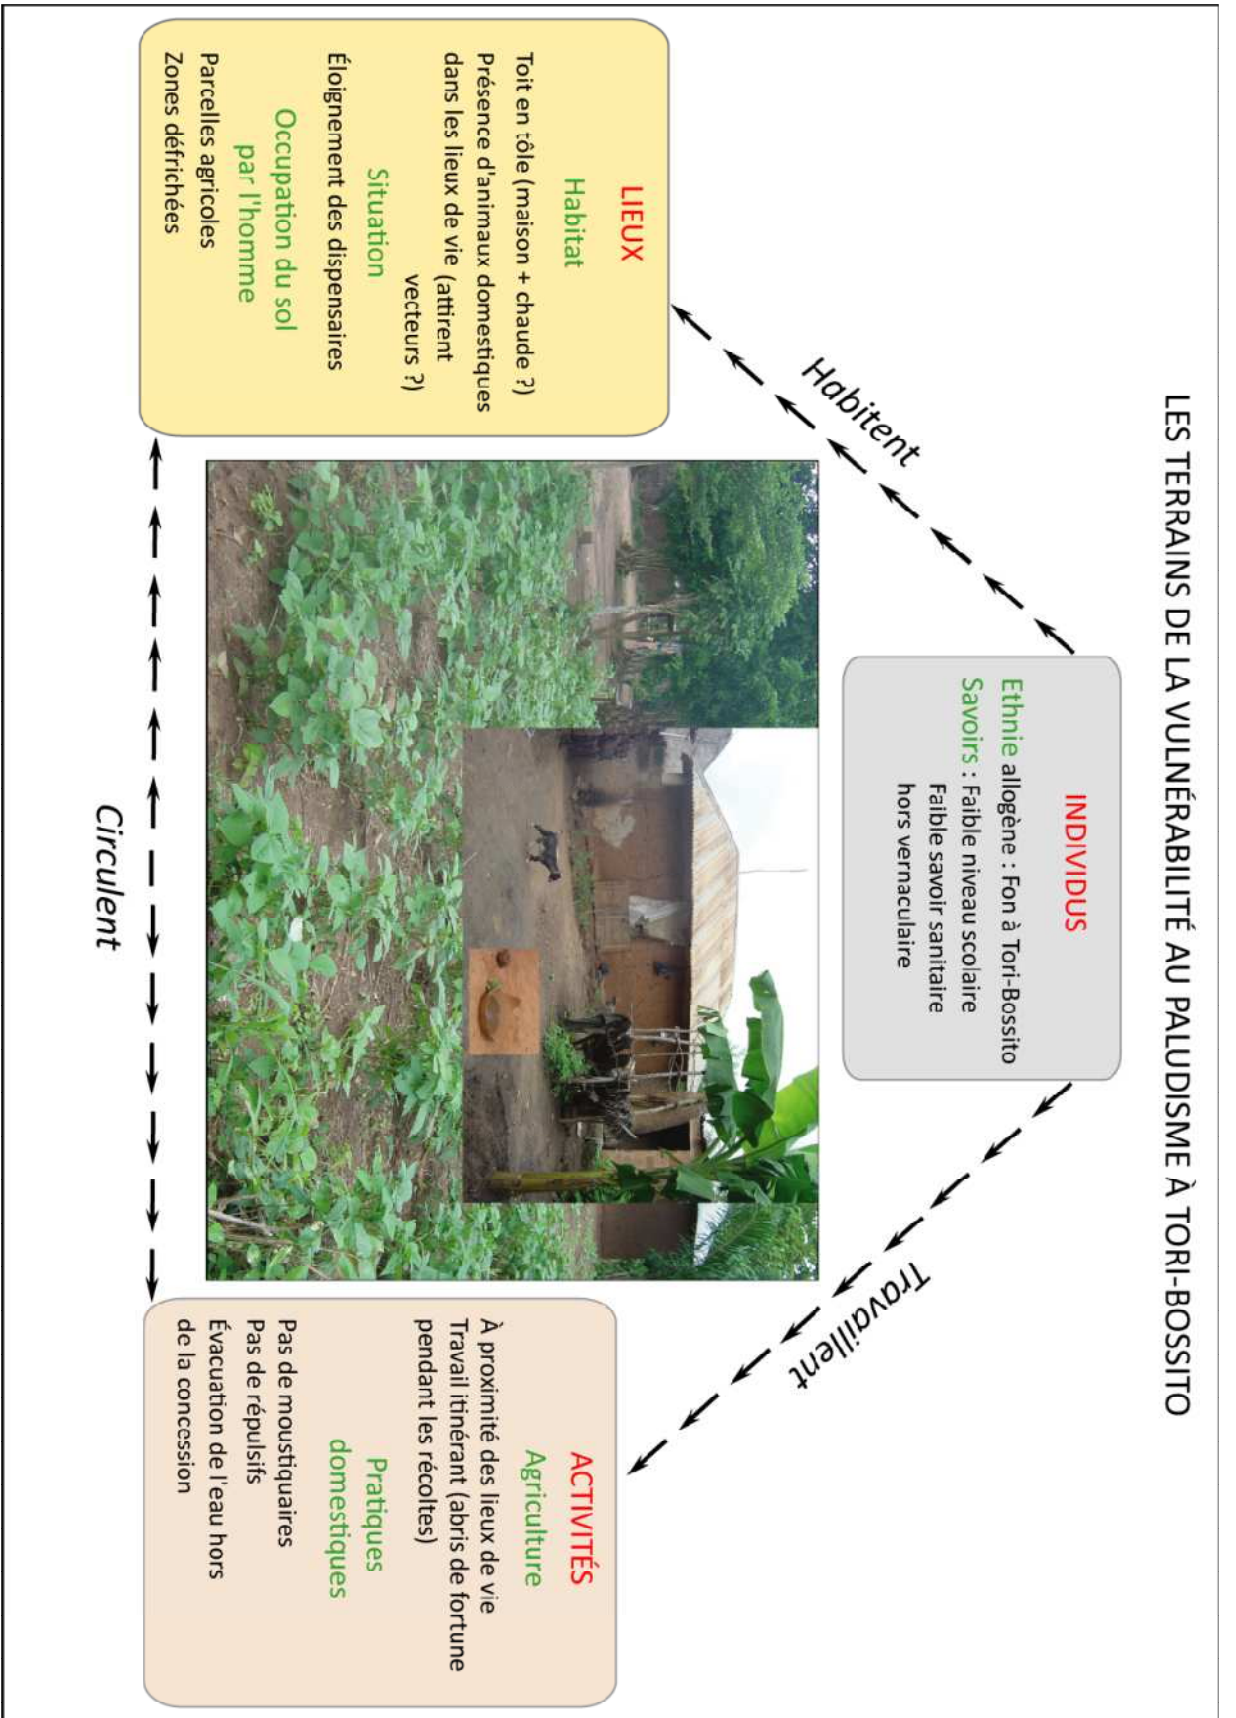 LES TERRAINS DE LA VULNÉRABILITÉ AU PALUDISME À TORI-BOSSITO
INDIVIDUS
Ethnie allogène : Fon à Tori-Bossito
Savoirs : Faible niveau scolaire
Faible savoir sanitaire
hors vernaculaire
Habitent
Travaillent
LIEUX
Habitat
Toit en tôle (maison + chaude ?)
Présence d'animaux domestiques
dans les lieux de vie (attirent
vecteurs ?)
Situation
Éloignement des dispensaires
Occupation du sol
par l'homme
Parcelles agricoles
Zones défrichées
ACTIVITÉS
Agriculture
À proximité des lieux de vie
Travail itinérant (abris de fortune
pendant les récoltes)
Pratiques
domestiques
Pas de moustiquaires
Pas de répulsifs
Évacuation de l'eau hors
de la concession
Circulent